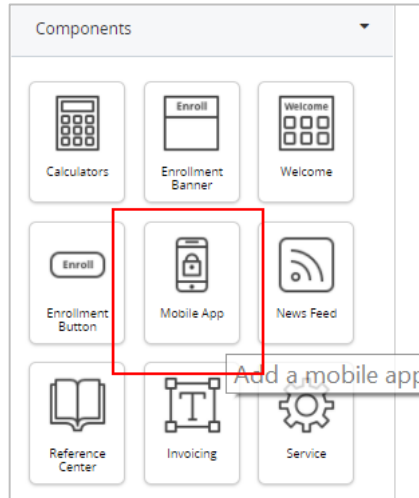 Components
Enroll
Welcome
Calculators
Enrollment
Banner
Welcome
Enroll
Enrollment
Button
Mobile App
News Feed
Add a mobile app
T
Reference
Center
Invoicing
Service